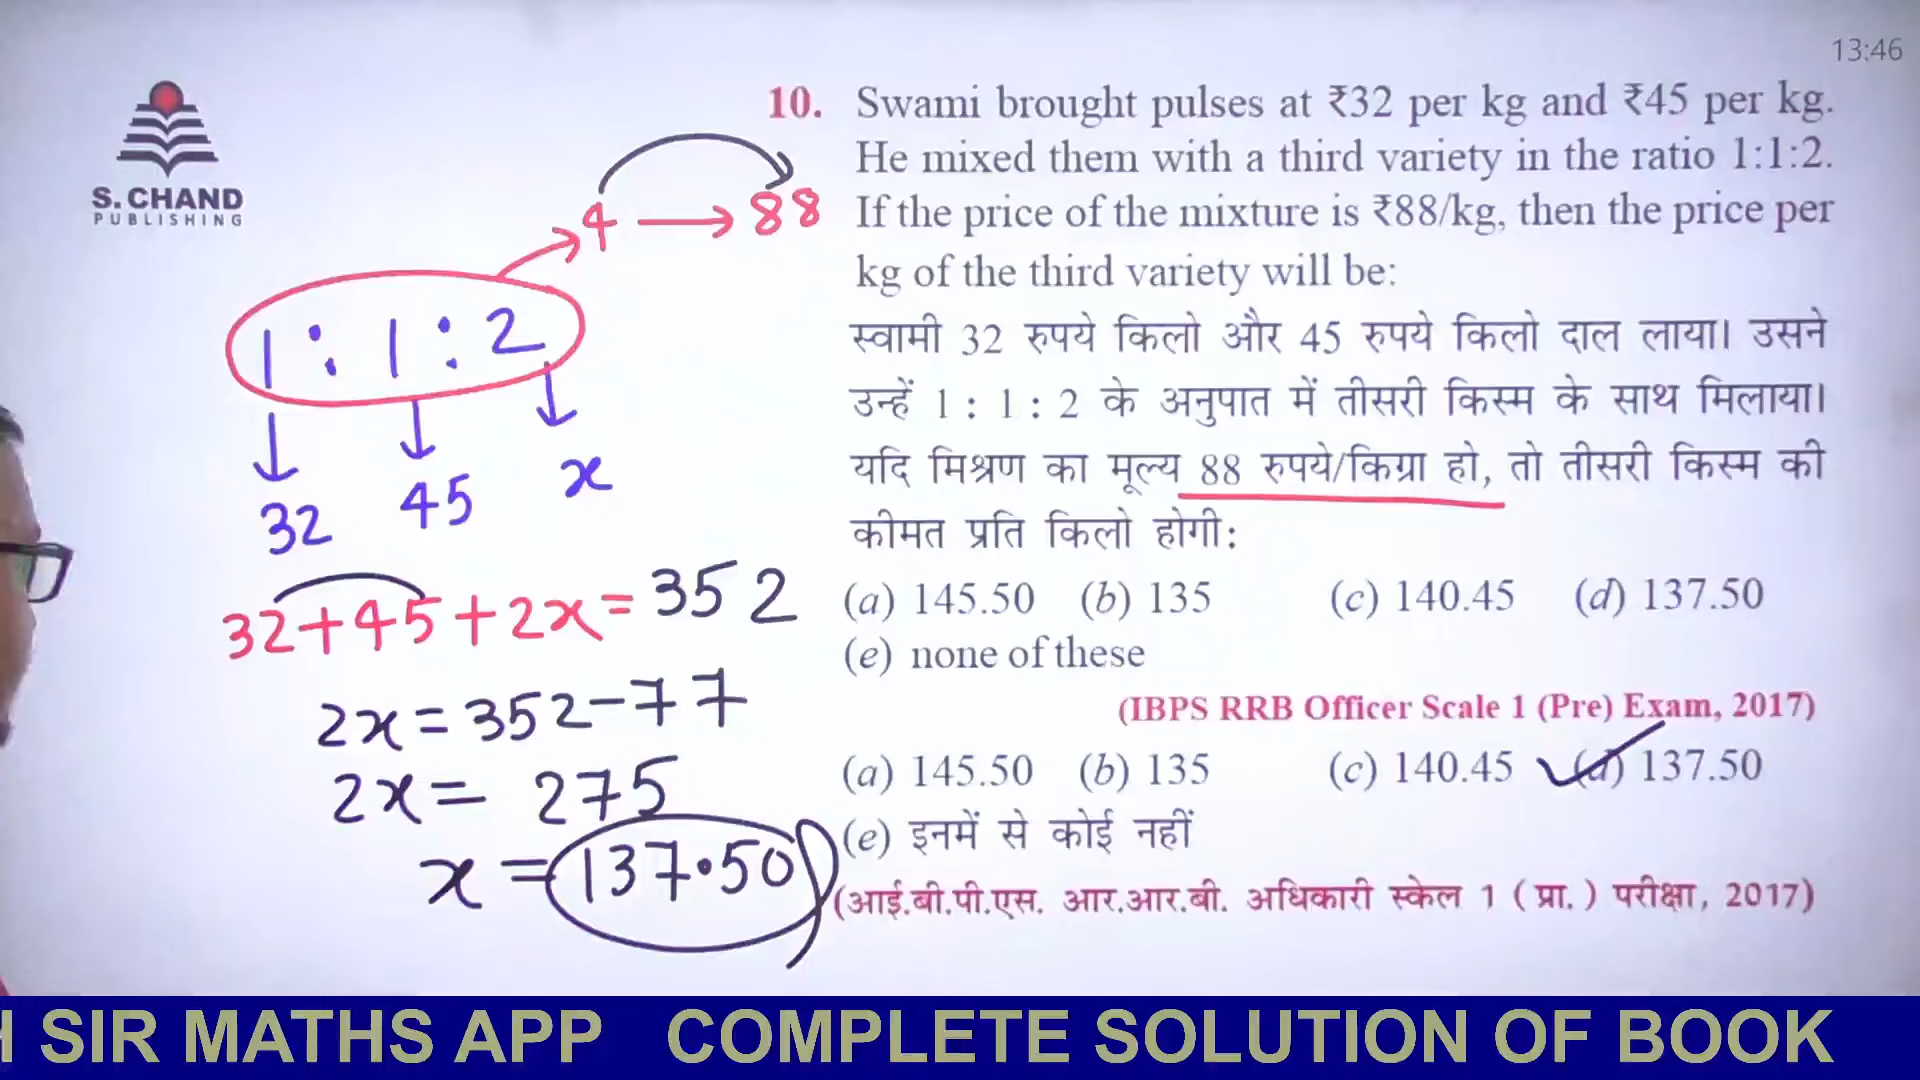 13:46
S. CHAND
PUBLISHING
10. Swami brought pulses at ₹32 per kg and ₹45 per kg.
He mixed them with a third variety in the ratio 1:1:2.
If the price of the mixture is ₹88/kg, then the price per
kg of the third variety will be:
स्वामी 32 रुपये किलो और 45 रुपये किलो दाल लाया। उसने
उन्हें 1 : 1 : 2 के अनुपात में तीसरी किस्म के साथ मिलाया।
यदि मिश्रण का मूल्य 88 रुपये/किग्रा हो, तो तीसरी किस्म की
कीमत प्रति किलो होगी:
(a) 145.50 (b) 135 (c) 140.45 (d) 137.50
(e) none of these
(IBPS RRB Officer Scale 1 (Pre) Exam, 2017)
(a) 145.50 (b) 135 (c) 140.45 (d) 137.50
(e) इनमें से कोई नहीं
(आई.बी.पी.एस. आर.आर.बी. अधिकारी स्केल 1 ( प्रा. ) परीक्षा, 2017)
4 → 88
1 : 1 : 2
32 45 x
32+45+2x=352
2x=352-77
2x= 275
x=137.50
SIR MATHS APP COMPLETE SOLUTION OF BOOK